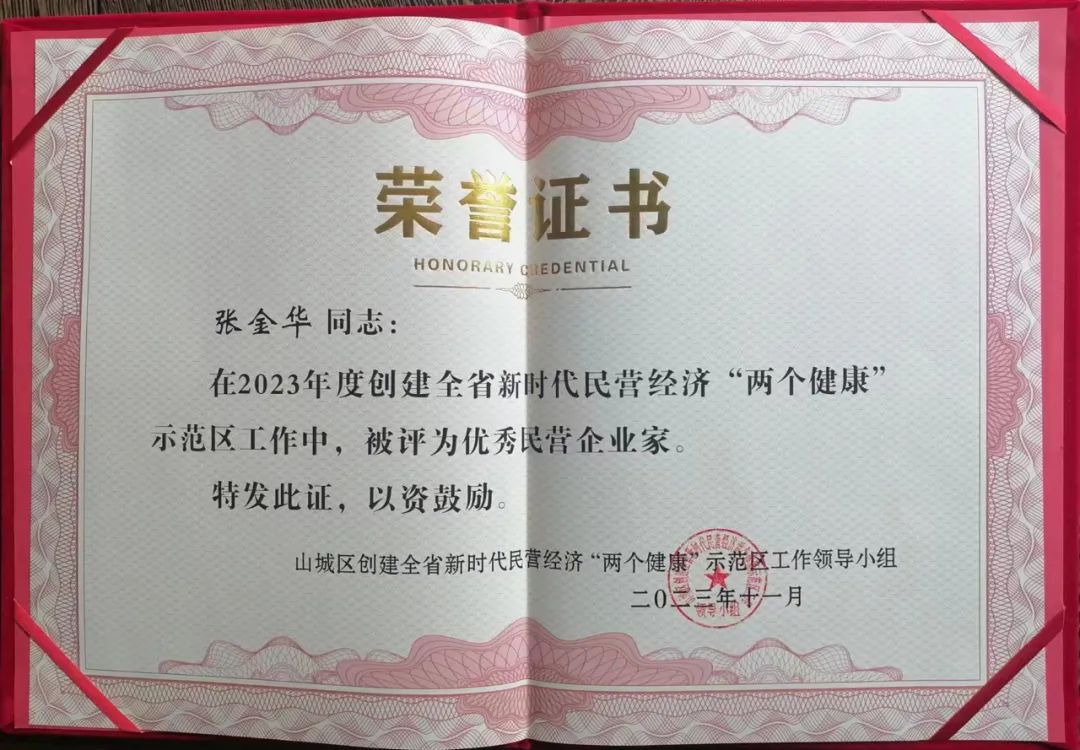 荣誉证书
HONORARY CREDENTIAL
张金华 同志：
在2023年度创建全省新时代民营经济“两个健康”
示范区工作中，被评为优秀民营企业家。
特发此证，以资鼓励。
山城区创建全省新时代民营经济“两个健康”示范区工作领导小组
二〇二三年十一月
领导小组